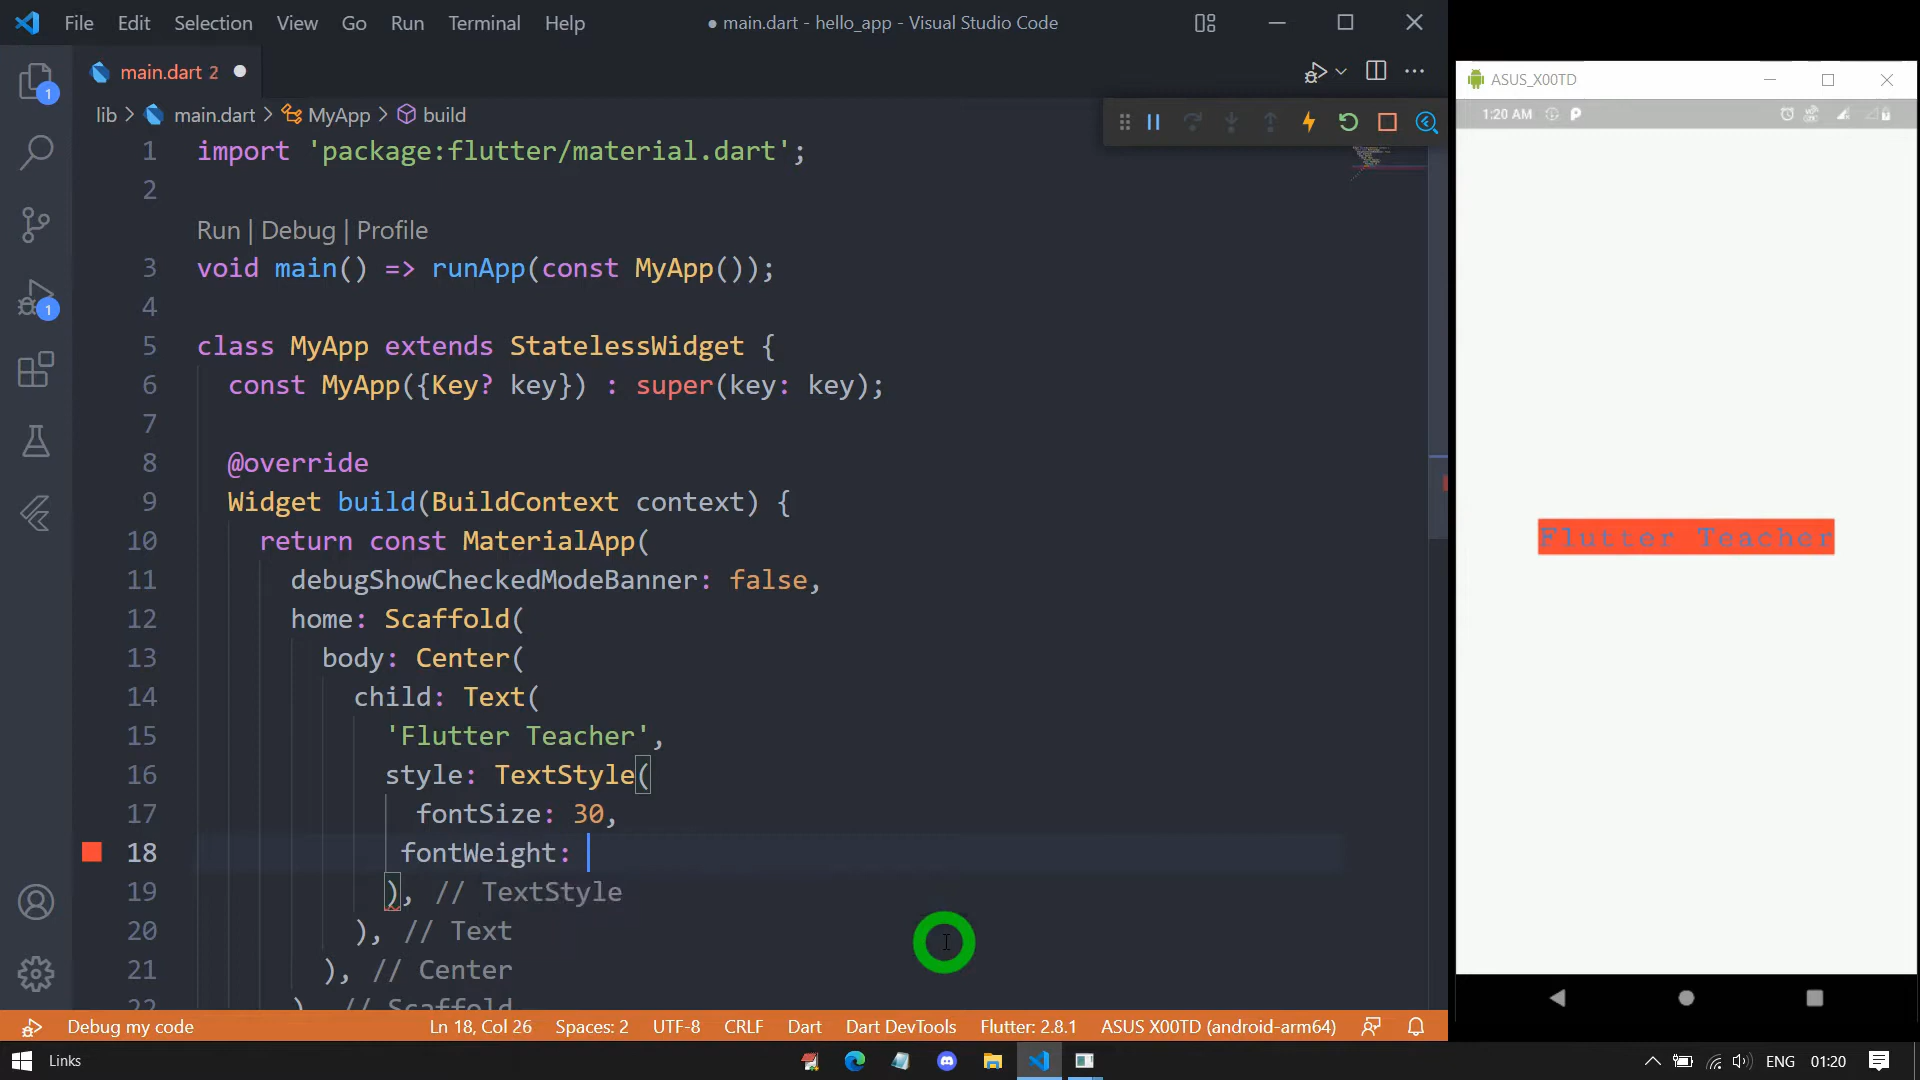 File Edit Selection View Go Run Terminal Help
● main.dart - hello_app - Visual Studio Code
main.dart 2
lib > main.dart > MyApp > build
1 import 'package:flutter/material.dart';
2
Run | Debug | Profile
3 void main() => runApp(const MyApp());
4
5 class MyApp extends StatelessWidget {
6 const MyApp({Key? key}) : super(key: key);
7
8 @override
9 Widget build(BuildContext context) {
10 return const MaterialApp(
11 debugShowCheckedModeBanner: false,
12 home: Scaffold(
13 body: Center(
14 child: Text(
15 'Flutter Teacher',
16 style: TextStyle(
17 fontSize: 30,
18 fontWeight:
19 ), // TextStyle
20 ), // Text
21 ), // Center
22 ), // Scaffold
1
1
Debug my code
Ln 18, Col 26 Spaces: 2 UTF-8 CRLF Dart Dart DevTools Flutter: 2.8.1 ASUS X00TD (android-arm64)
ASUS_X00TD
1:20 AM
Flutter Teacher
Links
ENG 01:20